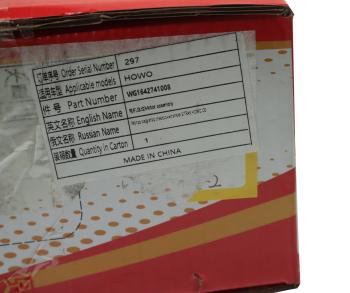 订单序号 Order Serial Number 297
适用车型 Applicable models HOWO
件 号 Part Number WG1642741008
英文名称 English Name
俄文名称 Russian Name
装箱数量 Quantity in Carton 1
MADE IN CHINA
2